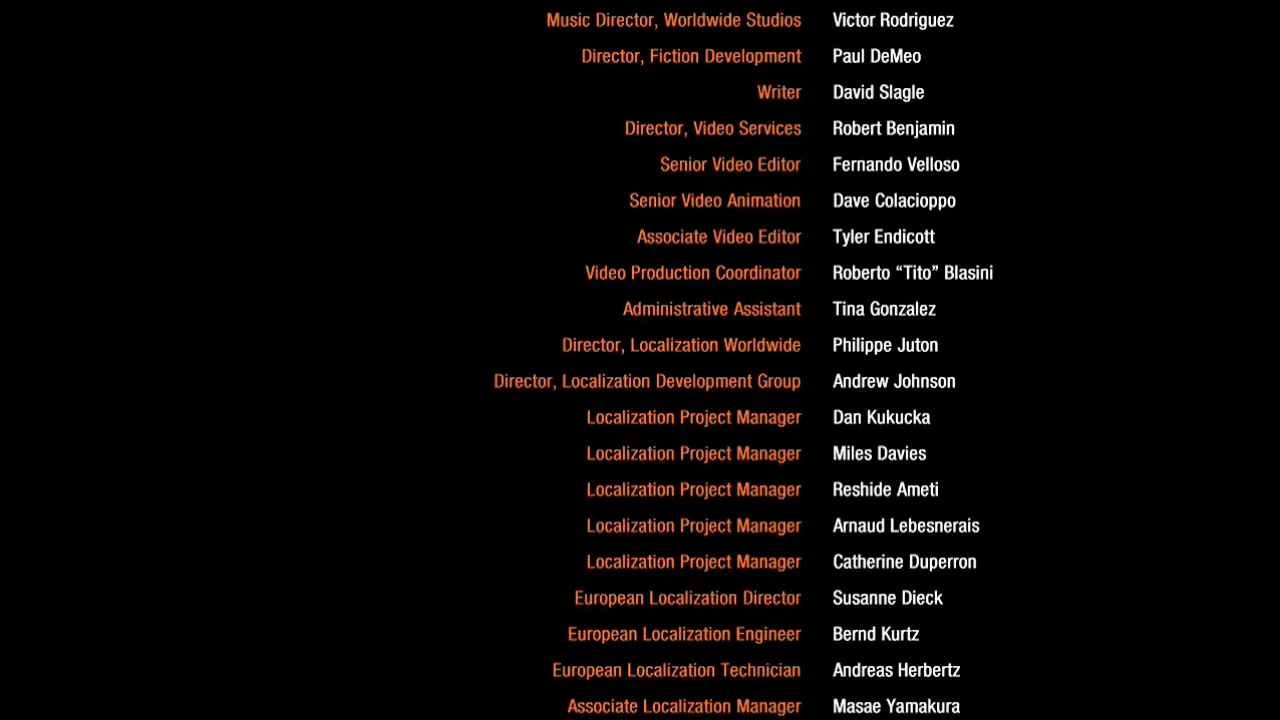 Music Director, Worldwide Studios Victor Rodriguez
Director, Fiction Development Paul DeMeo
Writer David Slagle
Director, Video Services Robert Benjamin
Senior Video Editor Fernando Velloso
Senior Video Animation Dave Colacioppo
Associate Video Editor Tyler Endicott
Video Production Coordinator Roberto “Tito” Blasini
Administrative Assistant Tina Gonzalez
Director, Localization Worldwide Philippe Juton
Director, Localization Development Group Andrew Johnson
Localization Project Manager Dan Kukucka
Localization Project Manager Miles Davies
Localization Project Manager Reshide Ameti
Localization Project Manager Arnaud Lebesnerais
Localization Project Manager Catherine Duperron
European Localization Director Susanne Dieck
European Localization Engineer Bernd Kurtz
European Localization Technician Andreas Herbertz
Associate Localization Manager Masae Yamakura